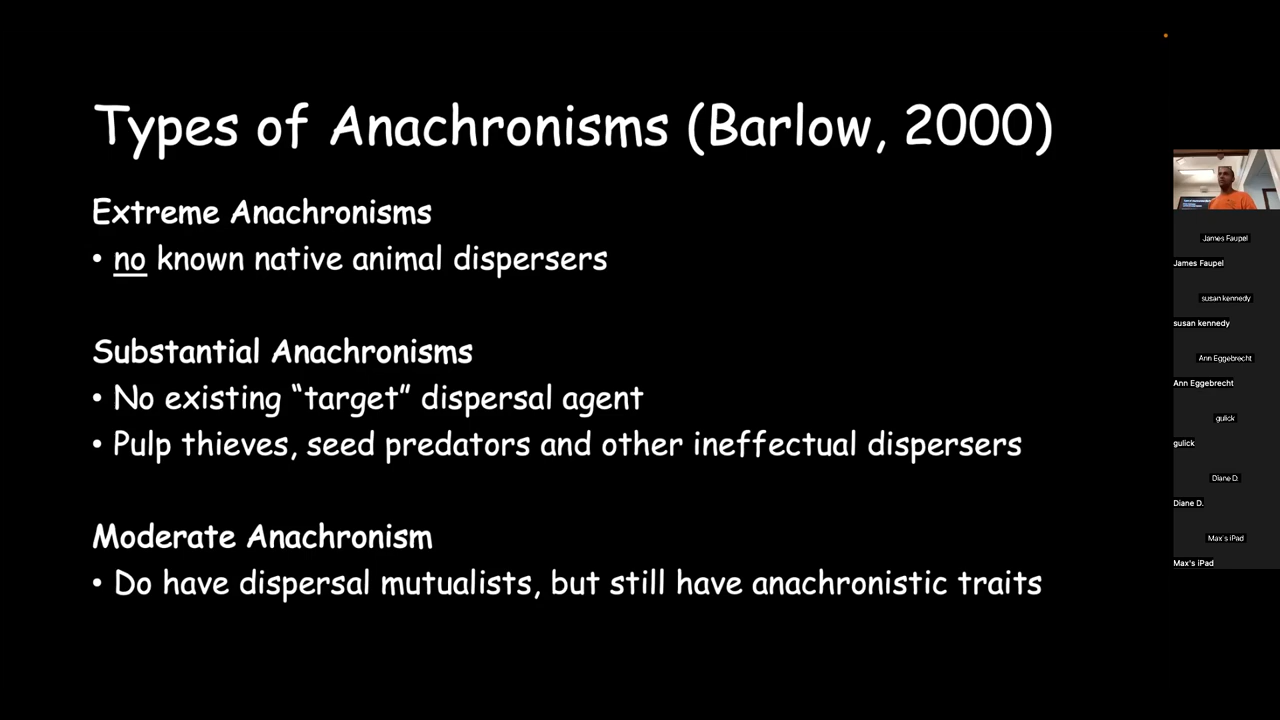 Types of Anachronisms (Barlow, 2000)
Extreme Anachronisms
• no known native animal dispersers
Substantial Anachronisms
• No existing “target” dispersal agent
• Pulp thieves, seed predators and other ineffectual dispersers
Moderate Anachronism
• Do have dispersal mutualists, but still have anachronistic traits
James Faupel
James Faupel
susan kennedy
susan kennedy
Ann Eggebrecht
Ann Eggebrecht
gulick
gulick
Diane D.
Diane D.
Max's iPad
Max's iPad